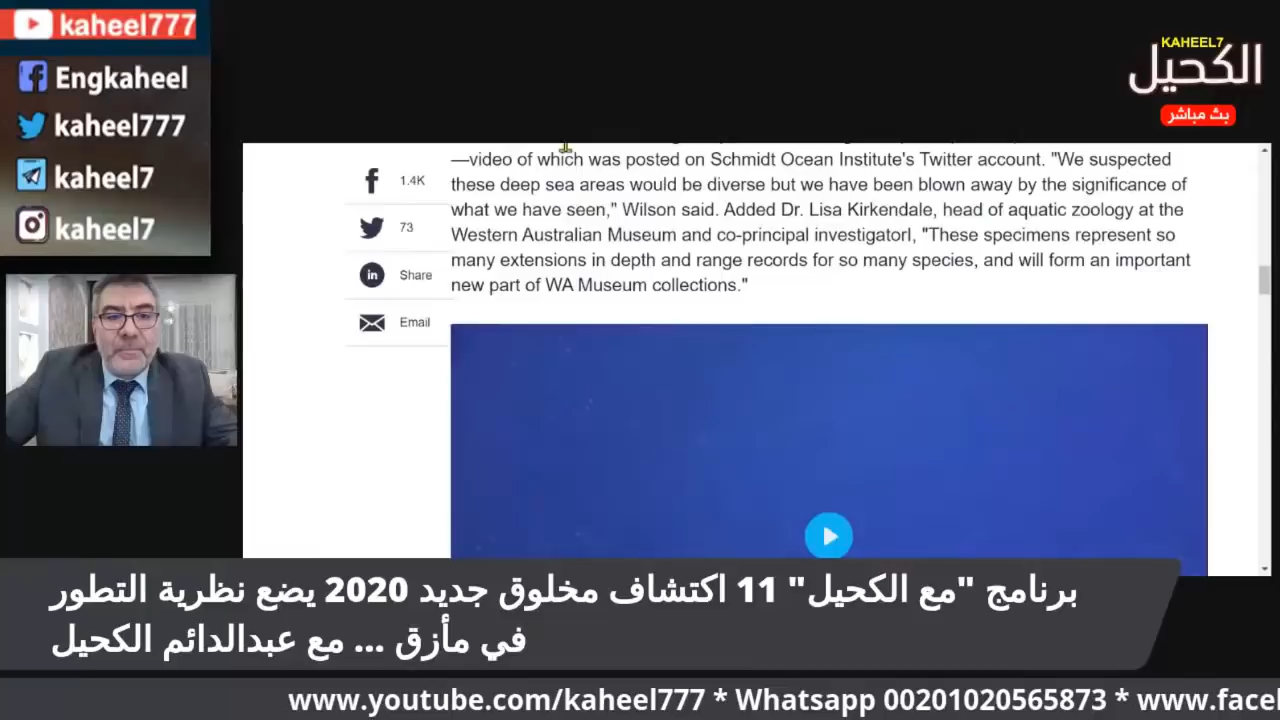 kaheel777
Engkaheel
kaheel777
kaheel7
kaheel7
KAHEEL7
الكحيل
بث مباشر
1.4K
73
in Share
Email
—video of which was posted on Schmidt Ocean Institute's Twitter account. "We suspected
these deep sea areas would be diverse but we have been blown away by the significance of
what we have seen," Wilson said. Added Dr. Lisa Kirkendale, head of aquatic zoology at the
Western Australian Museum and co-principal investigatorI, "These specimens represent so
many extensions in depth and range records for so many species, and will form an important
new part of WA Museum collections."
برنامج "مع الكحيل" 11 اكتشاف مخلوق جديد 2020 يضع نظرية التطور
في مأزق ... مع عبدالدائم الكحيل
www.youtube.com/kaheel777 * Whatsapp 00201020565873 * www.face